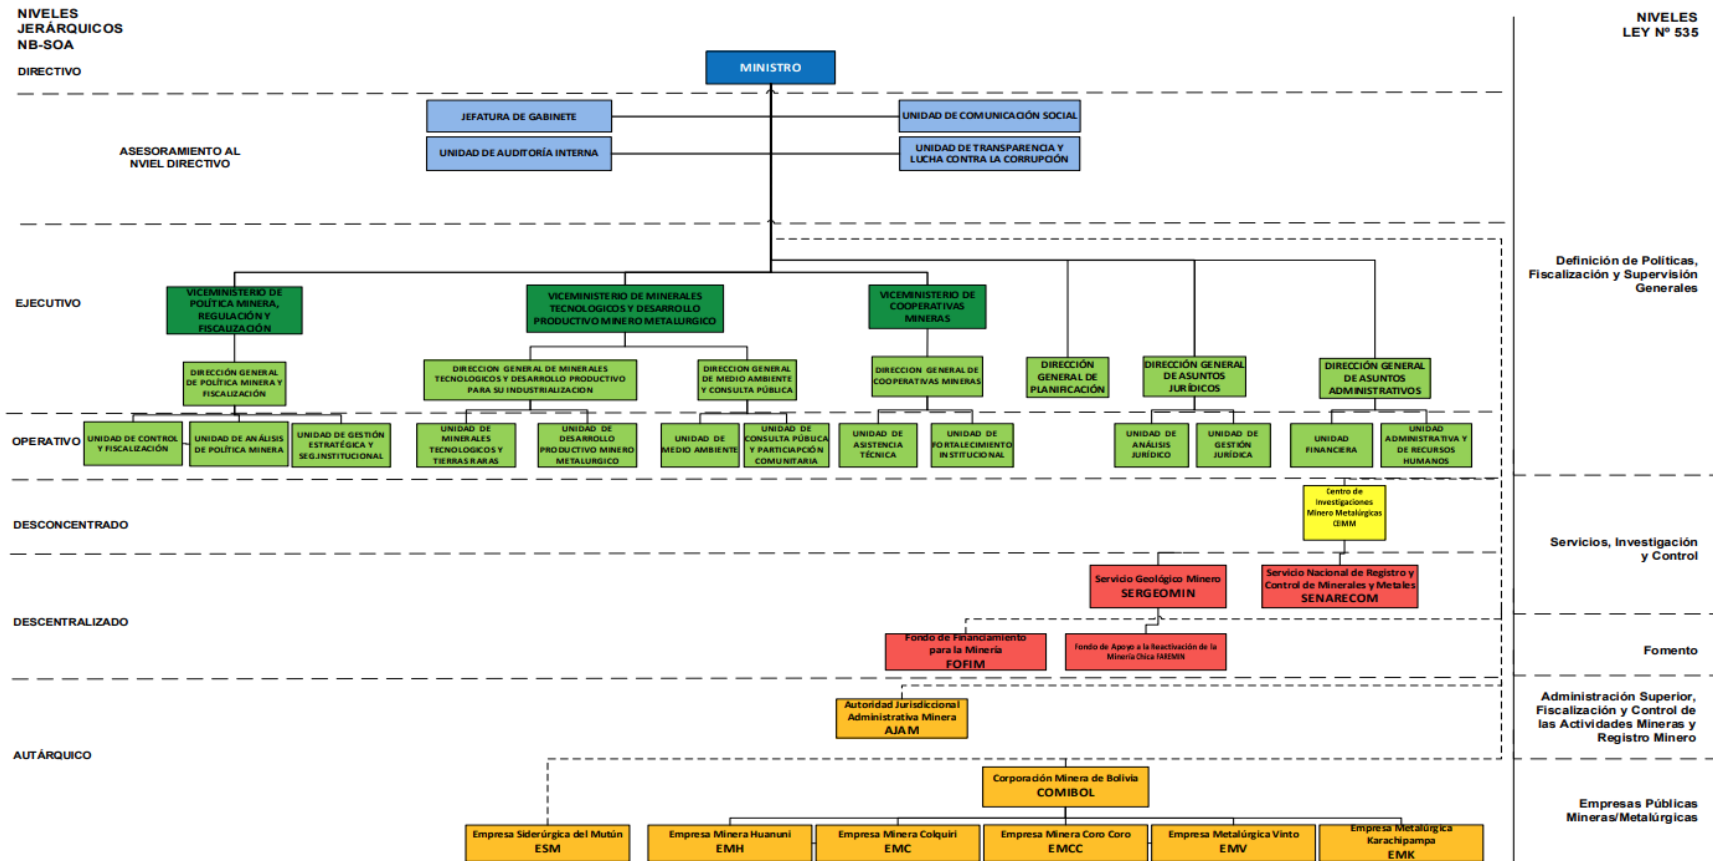 NIVELES
JERÁRQUICOS
NB-SOA
NIVELES
LEY Nº 535
DIRECTIVO
MINISTRO
JEFATURA DE GABINETE
UNIDAD DE COMUNICACIÓN SOCIAL
ASESORAMIENTO AL
NVIEL DIRECTIVO
UNIDAD DE AUDITORÍA INTERNA
UNIDAD DE TRANSPARENCIA Y
LUCHA CONTRA LA CORRUPCIÓN
Definición de Políticas,
Fiscalización y Supervisión
Generales
EJECUTIVO
VICEMINISTERIO DE
POLÍTICA MINERA,
REGULACIÓN Y
FISCALIZACIÓN
VICEMINISTERIO DE MINERALES
TECNOLOGICOS Y DESARROLLO
PRODUCTIVO MINERO METALURGICO
VICEMINISTERIO DE
COOPERATIVAS
MINERAS
DIRECCIÓN GENERAL
DE POLÍTICA MINERA Y
FISCALIZACIÓN
DIRECCION GENERAL DE MINERALES
TECNOLOGICOS Y DESARROLLO PRODUCTIVO
PARA SU INDUSTRIALIZACION
DIRECCION GENERAL
DE MEDIO AMBIENTE
Y CONSULTA PÚBLICA
DIRECCION GENERAL DE
COOPERATIVAS MINERAS
DIRECCIÓN
GENERAL DE
PLANIFRCACIÓN
DIRECCIÓN GENERAL
DE ASUNTOS
JURÍDICOS
DIRECCIÓN GENERAL
DE ASUNTOS
ADMINISTRATIVOS
OPERATIVO
UNIDAD DE CONTROL
Y FISCALIZACIÓN
UNIDAD DE ANÁLISIS
DE POLÍTICA MINERA
UNIDAD DE GESTIÓN
ESTRATÉGICA Y
SEG.INSTITUCIONAL
UNIDAD DE
MINERALES
TECNOLOGICOS Y
TIERRAS RARAS
UNIDAD DE
DESARROLLO
PRODUCTIVO MINERO
METALURGICO
UNIDAD DE
MEDIO AMBIENTE
UNIDAD DE
CONSULTA PÚBUCA
Y PARTICIAPCIÓN
COMUNITARIA
UNIDAD DE
ASISTENCIA
TÉCNICA
UNIDAD DE
FORTALECIMIENTO
INSTITUCIONAL
UNIDAD DE
ANÁLISIS
JURÍDICO
UNIDAD DE
GESTIÓN
JURÍDICA
UNIDAD
FINANCIERA
UNIDAD
ADMINISTRATIVA Y
DE RECURSOS
HUMANOS
DESCONCENTRADO
Centro de
Investigaciones
Minero Metalúrgicas
CEIMM
Servicios, Investigación
y Control
Servicio Geológico Minero
SERGEOMIN
Servicio Nacional de Registro y
Control de Minerales y Metales
SENARECOM
DESCENTRALIZADO
Fondo de Financiamiento
para la Minería
FOFIM
Fondo de Apoyo a la Reactivación de la
Minería Chica FAREMIN
Fomento
Autoridad Jurisdiccional
Administrativa Minera
AJAM
Administración Superior,
Fiscalización y Control de
las Actividades Mineras y
Registro Minero
AUTÁRQUICO
Corporación Minera de Bolivia
COMIBOL
Empresas Públicas
Mineras/Metalúrgicas
Empresa Siderúrgica del Mutún
ESM
Empresa Minera Huanuni
EMH
Empresa Minera Colquiri
EMC
Empresa Minera Coro Coro
EMCC
Empresa Metalúrgica Vinto
EMV
Empresa Metalúrgica
Karachipampa
EMK